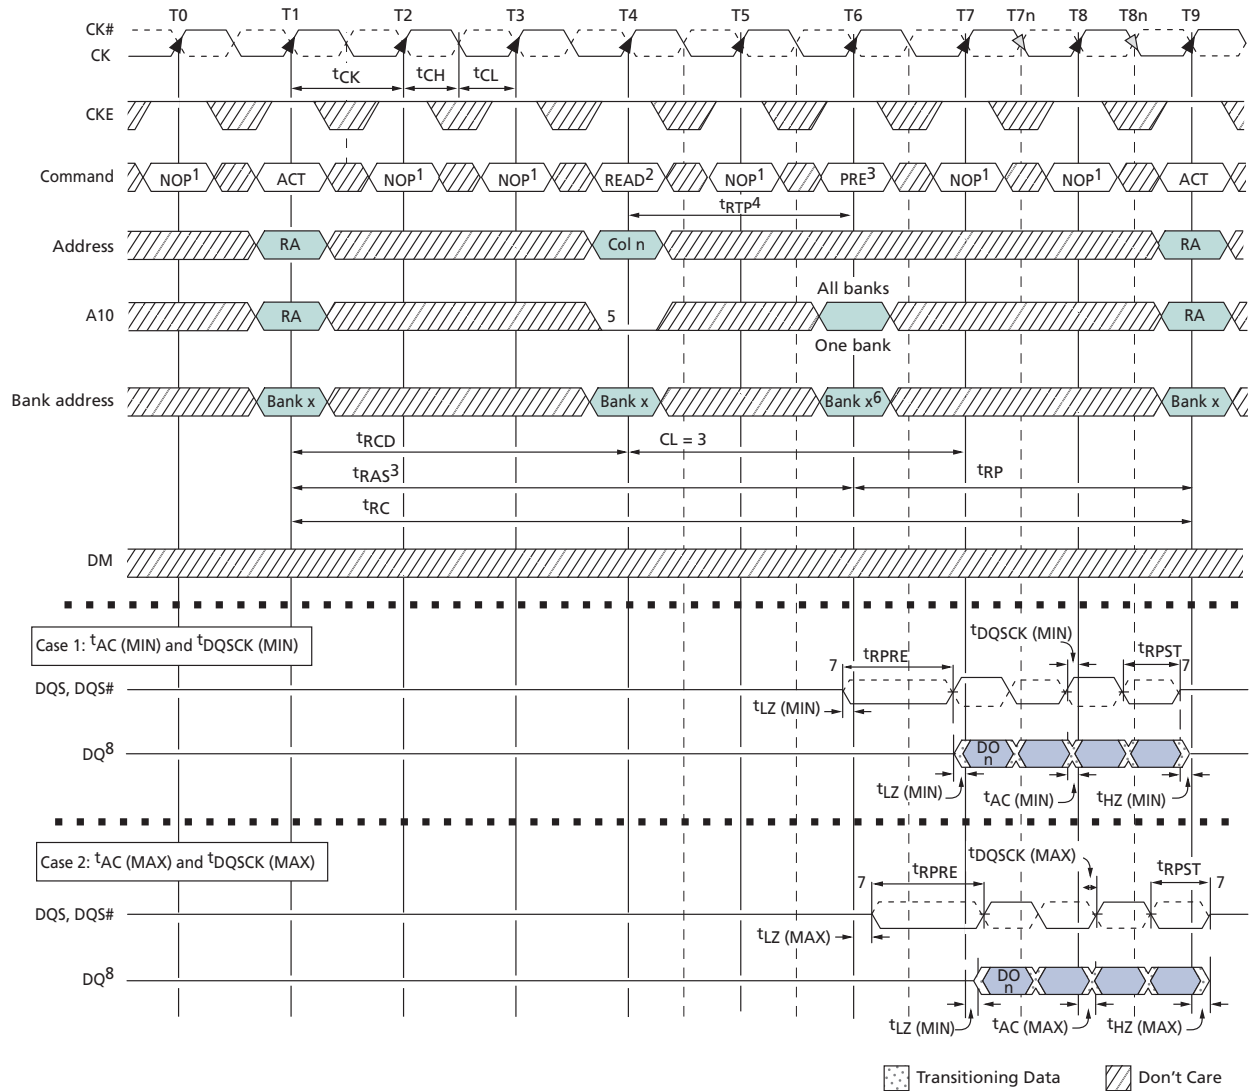 T0 T1 T2 T3 T4 T5 T6 T7 T7n T8 T8n T9
CK#
CK
tCK tCH tCL
CKE
Command NOP1 ACT NOP1 NOP1 READ2 NOP1 PRE3 NOP1 NOP1 ACT
tRTP4
Address RA Col n RA
All banks
A10 RA 5 RA
One bank
Bank address Bank x Bank x Bank x6 Bank x
tRCD CL = 3
tRAS3 tRP
tRC
DM
Case 1: tAC (MIN) and tDQSCK (MIN)
tDQSCK (MIN)
7 tRPRE tRPST 7
DQS, DQS#
tLZ (MIN)
DQ8 DO n
tLZ (MIN) tAC (MIN) tHZ (MIN)
Case 2: tAC (MAX) and tDQSCK (MAX)
tDQSCK (MAX)
7 tRPRE tRPST 7
DQS, DQS#
tLZ (MAX)
DQ8 DO n
tLZ (MIN) tAC (MAX) tHZ (MAX)
Transitioning Data Don't Care